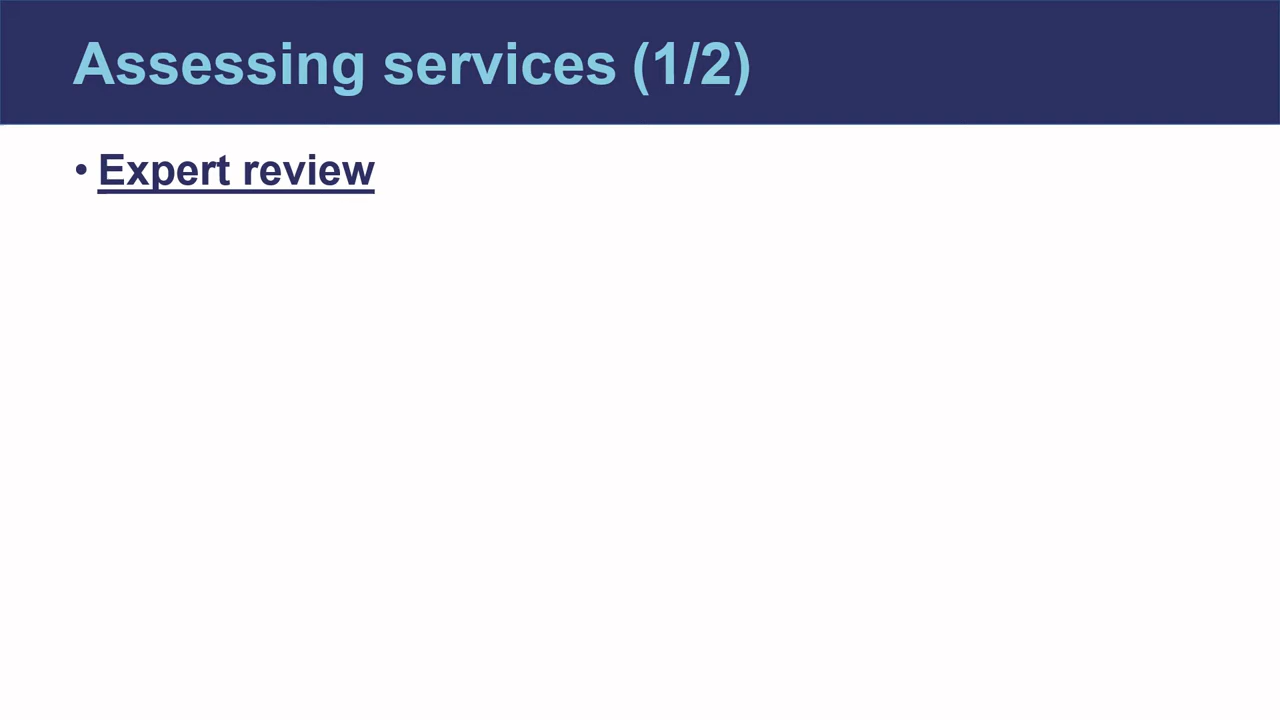 Assessing services (1/2)
• Expert review